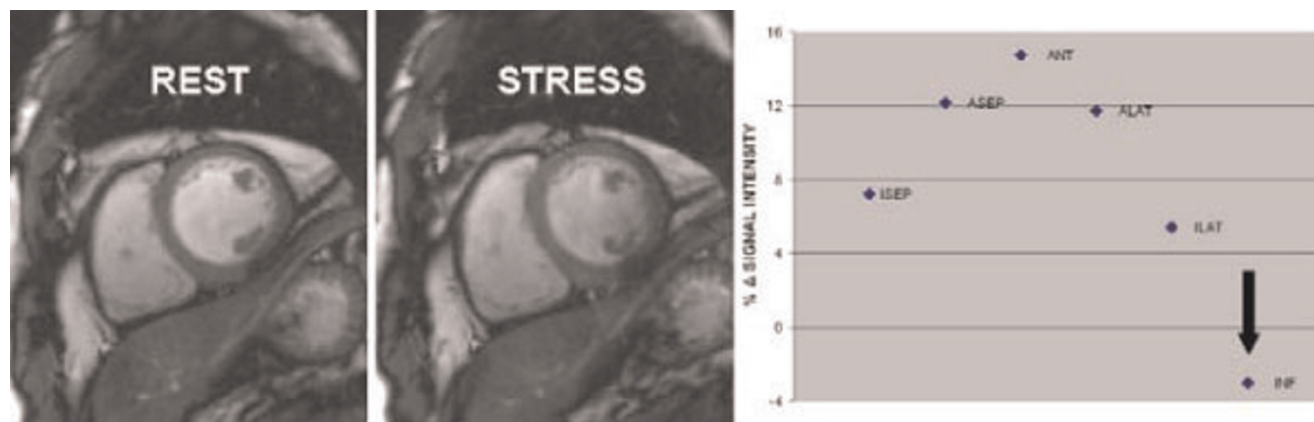 REST
STRESS
% Δ SIGNAL INTENSITY
16
12
8
4
0
-4
ANT
ASEP
ALAT
ISEP
ILAT
INF